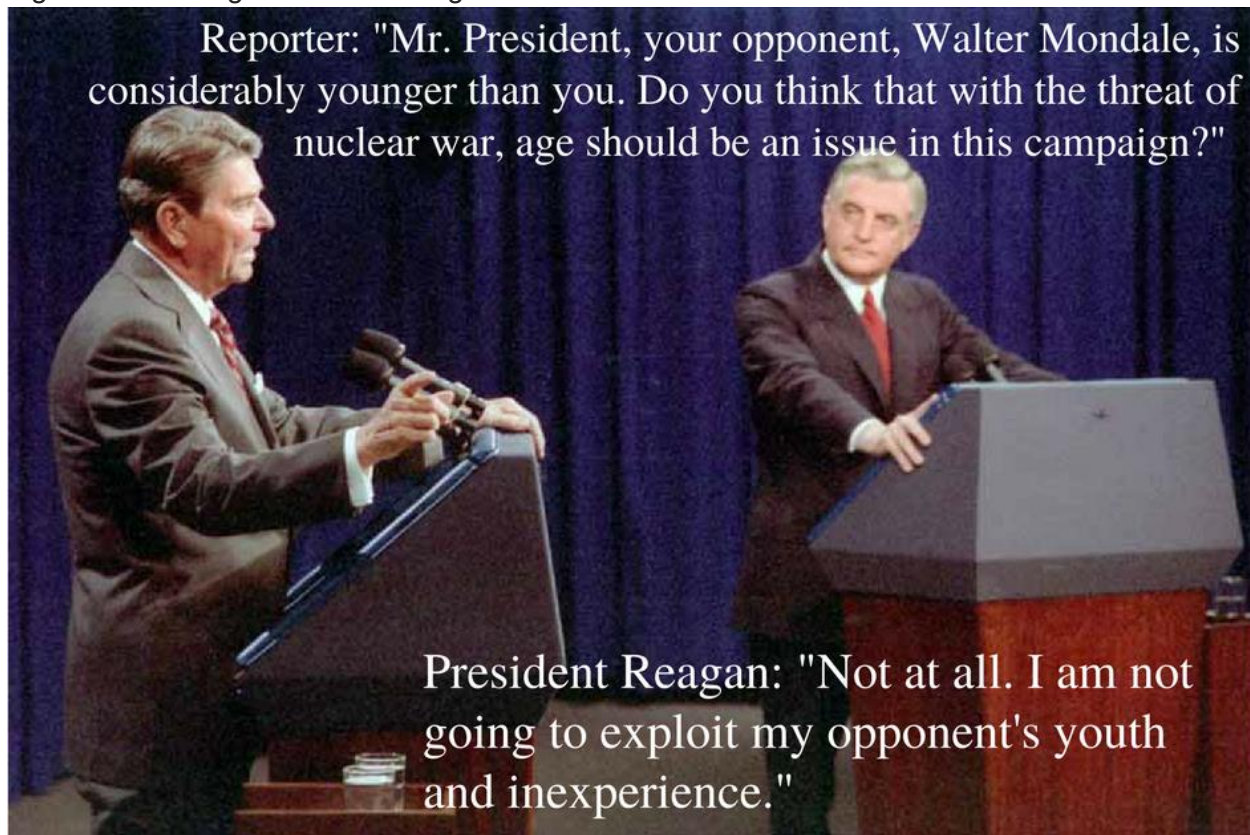 Reporter: "Mr. President, your opponent, Walter Mondale, is
considerably younger than you. Do you think that with the threat of
nuclear war, age should be an issue in this campaign?"
President Reagan: "Not at all. I am not
going to exploit my opponent's youth
and inexperience."